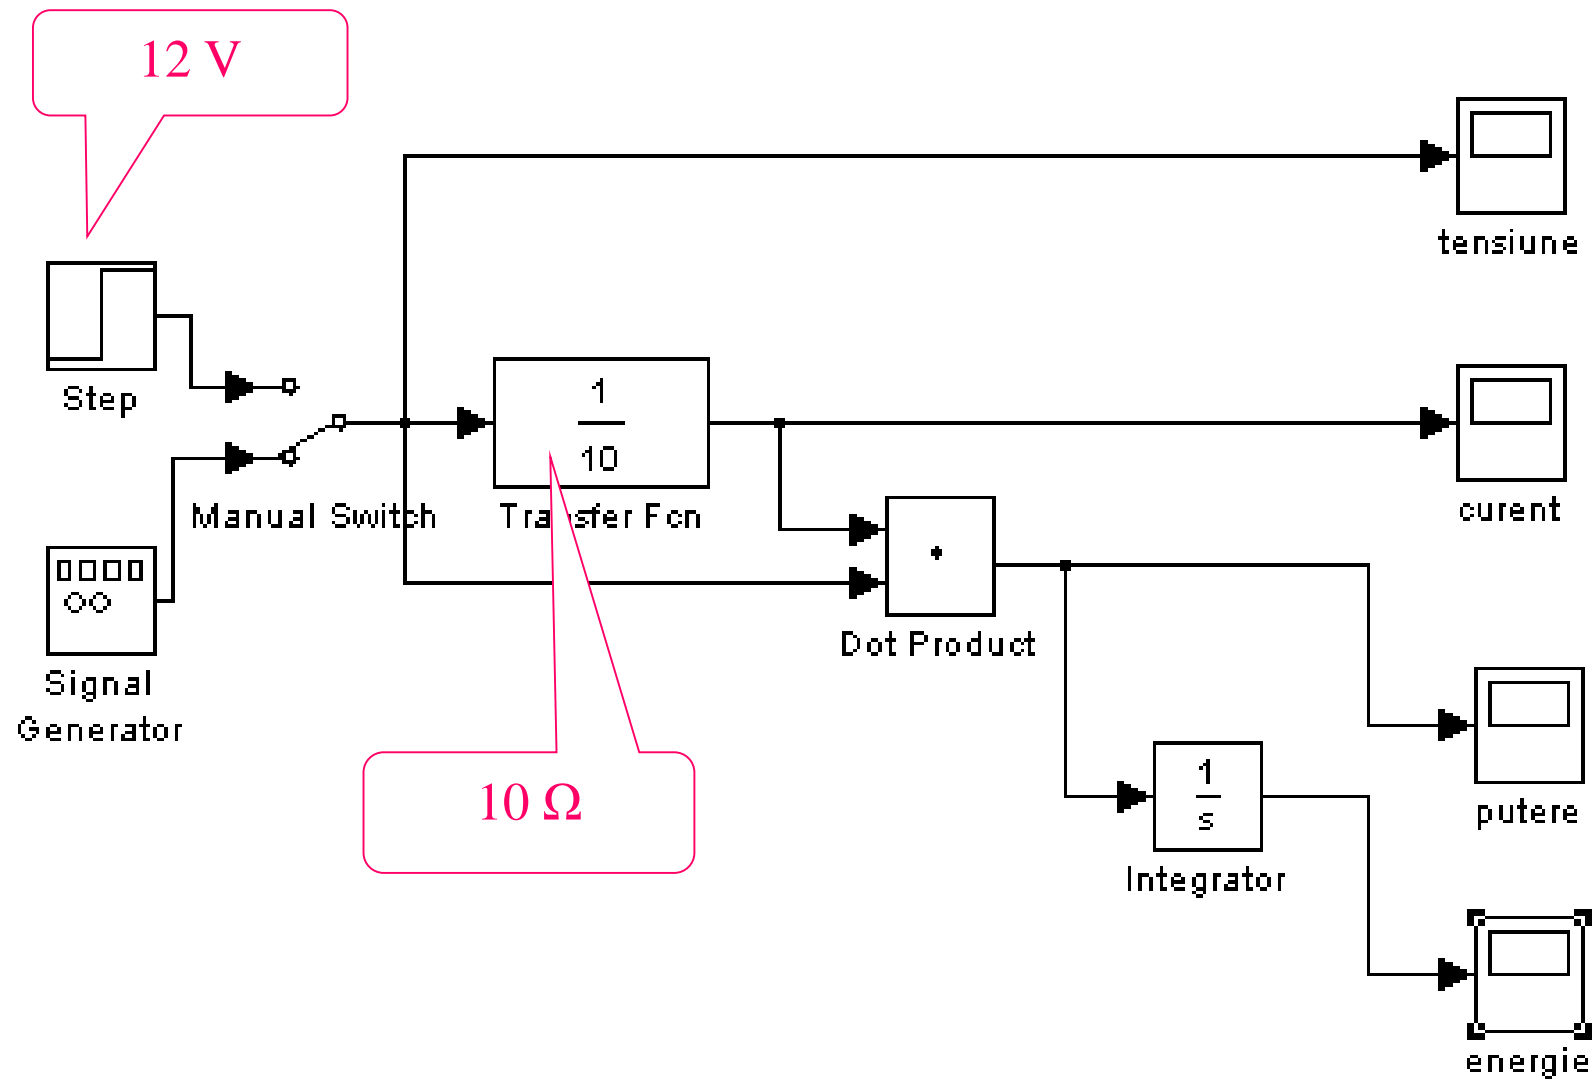 12 V
tensiune
Step
1
10
Manual Switch
Transfer Fcn
curent
Dot Product
Signal
Generator
10 Ω
1
s
putere
Integrator
energie